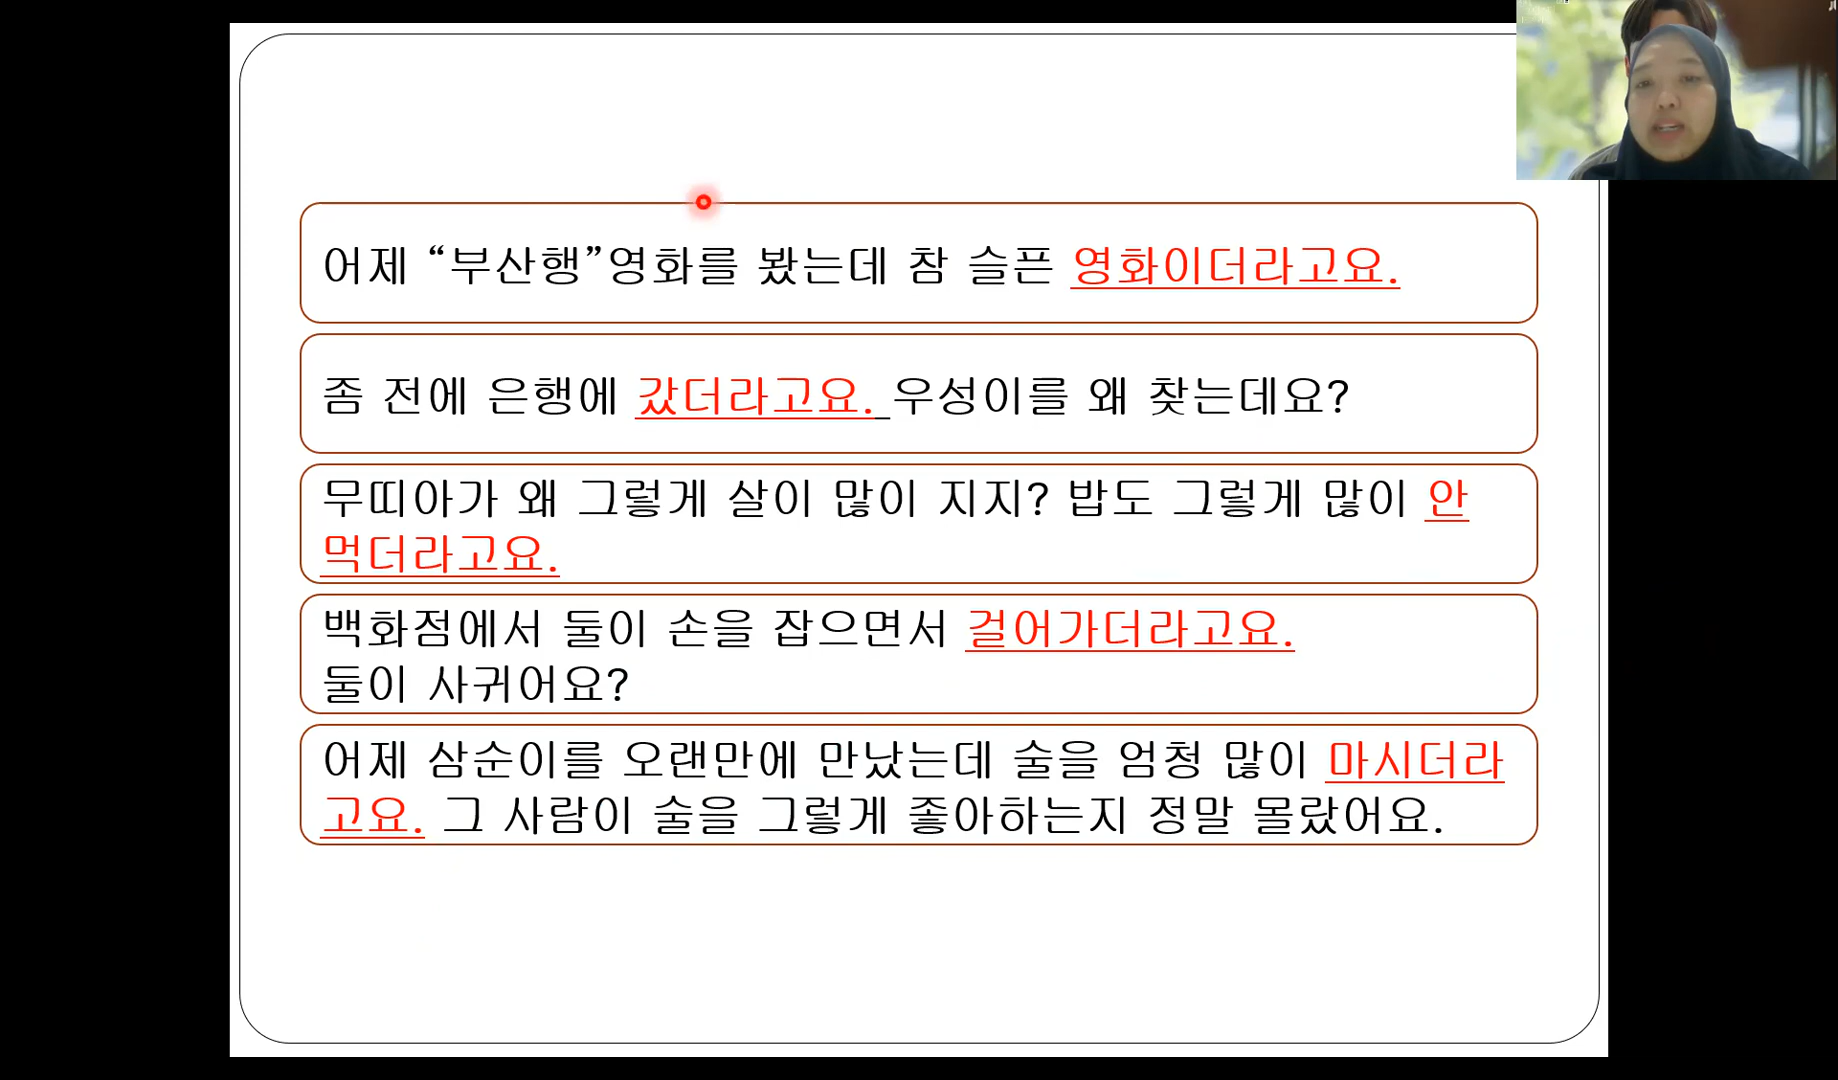 어제 “부산행”영화를 봤는데 참 슬픈 영화이더라고요.
좀 전에 은행에 갔더라고요. 우성이를 왜 찾는데요?
무띠아가 왜 그렇게 살이 많이 지지? 밥도 그렇게 많이 안
먹더라고요.
백화점에서 둘이 손을 잡으면서 걸어가더라고요.
둘이 사귀어요?
어제 삼순이를 오랜만에 만났는데 술을 엄청 많이 마시더라
고요. 그 사람이 술을 그렇게 좋아하는지 정말 몰랐어요.